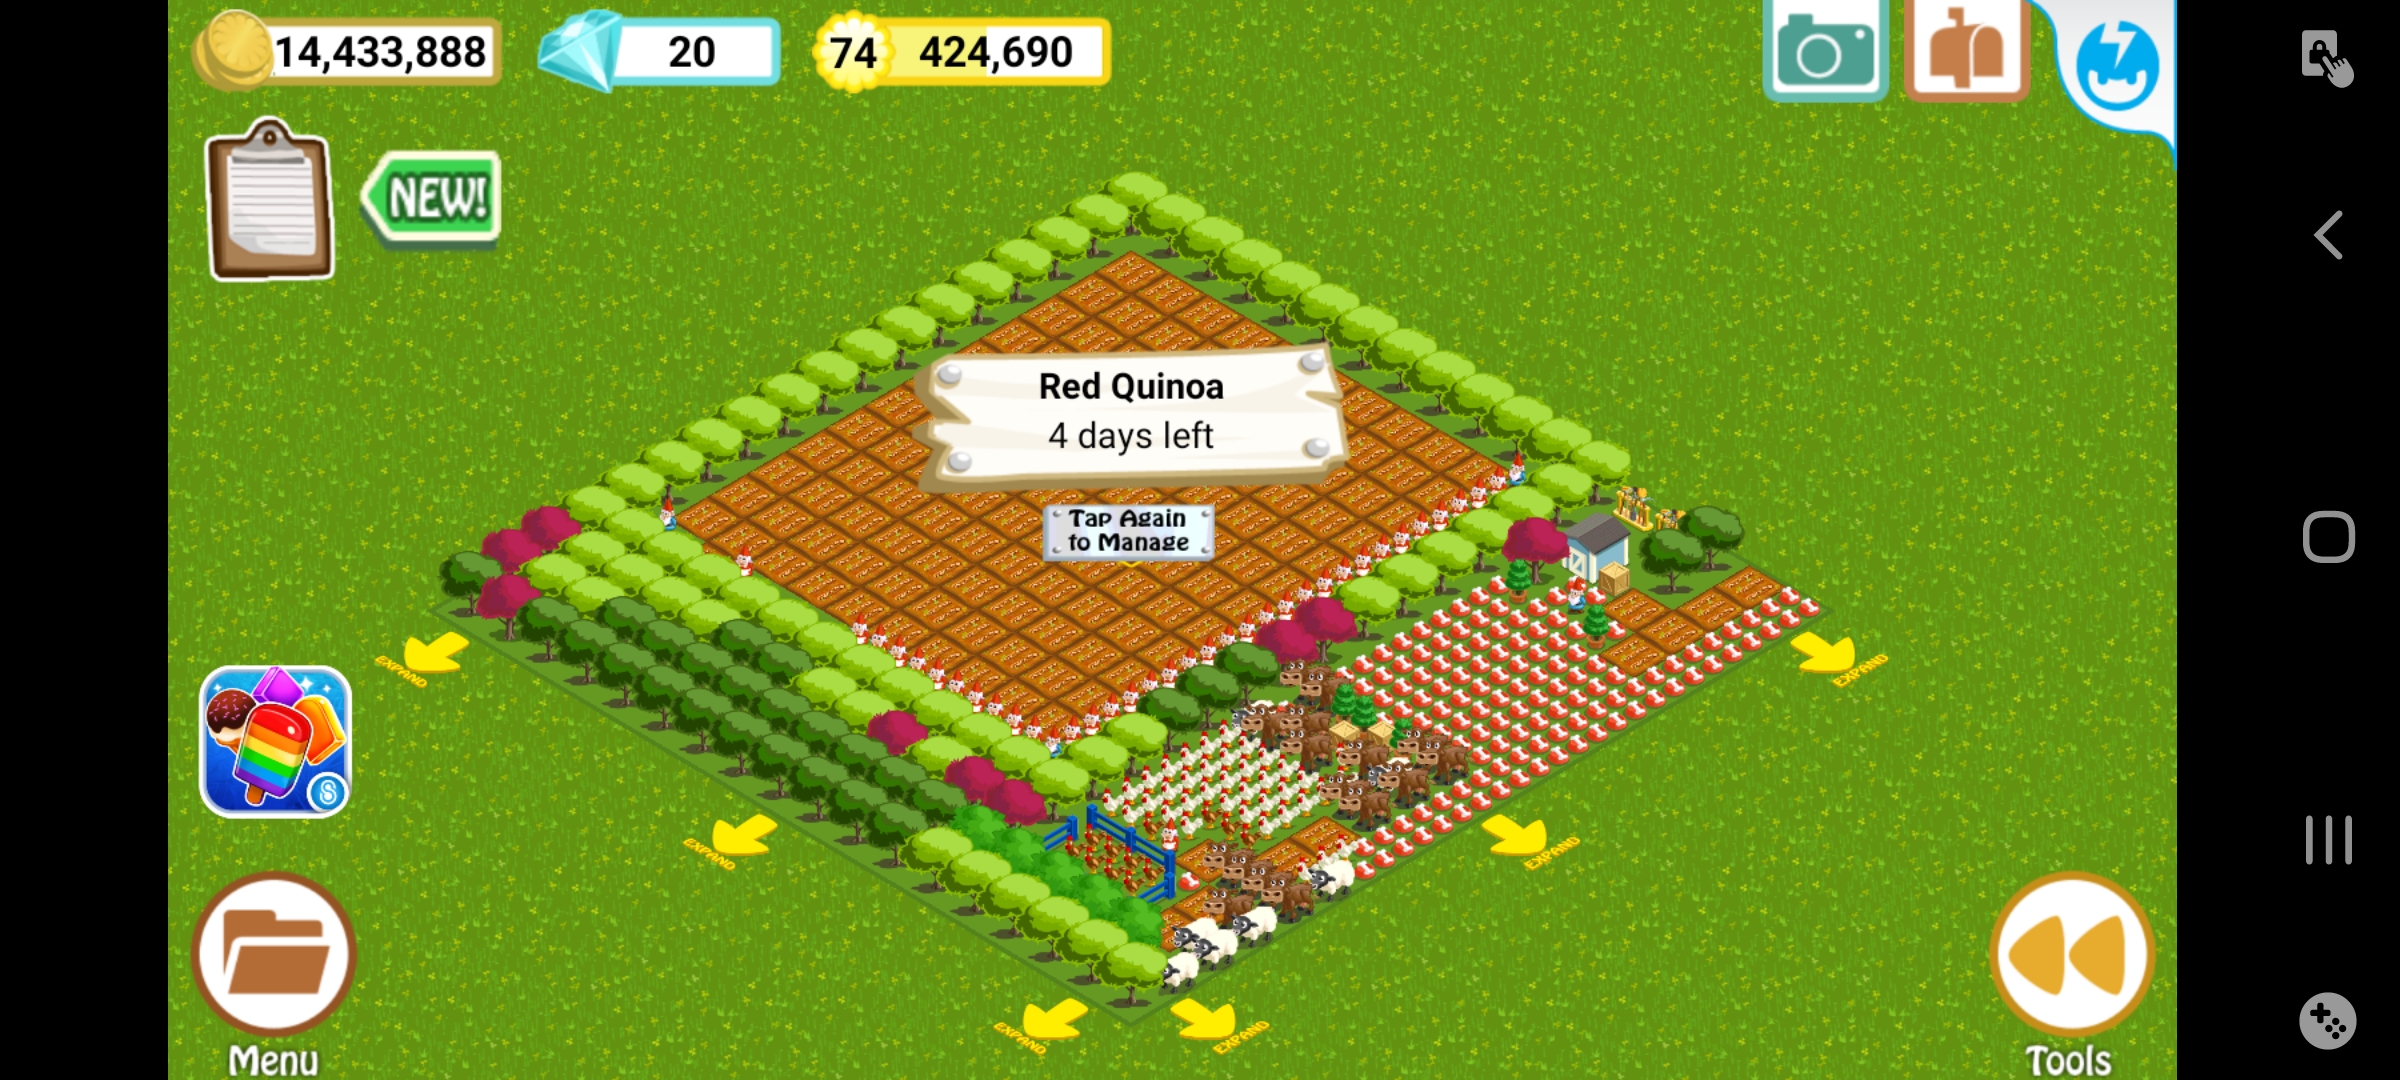 14,433,888
20
74
424,690
NEW!
Red Quinoa
4 days left
Tap Again
to Manage
EXPAND
EXPAND
EXPAND
EXPAND
EXPAND
EXPAND
Menu
Tools